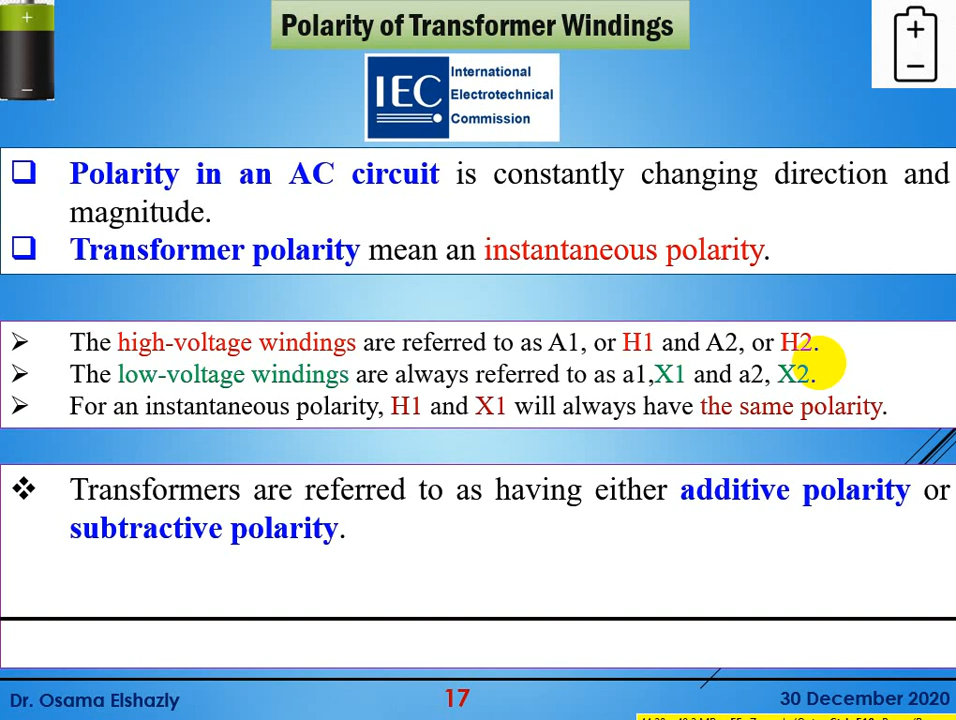 Polarity of Transformer Windings
IEC
International
Electrotechnical
Commission
❑ Polarity in an AC circuit is constantly changing direction and
magnitude.
❑ Transformer polarity mean an instantaneous polarity.
➢ The high-voltage windings are referred to as A1, or H1 and A2, or H2.
➢ The low-voltage windings are always referred to as a1,X1 and a2, X2.
➢ For an instantaneous polarity, H1 and X1 will always have the same polarity.
❖ Transformers are referred to as having either additive polarity or
subtractive polarity.
Dr. Osama Elshazly
17
30 December 2020